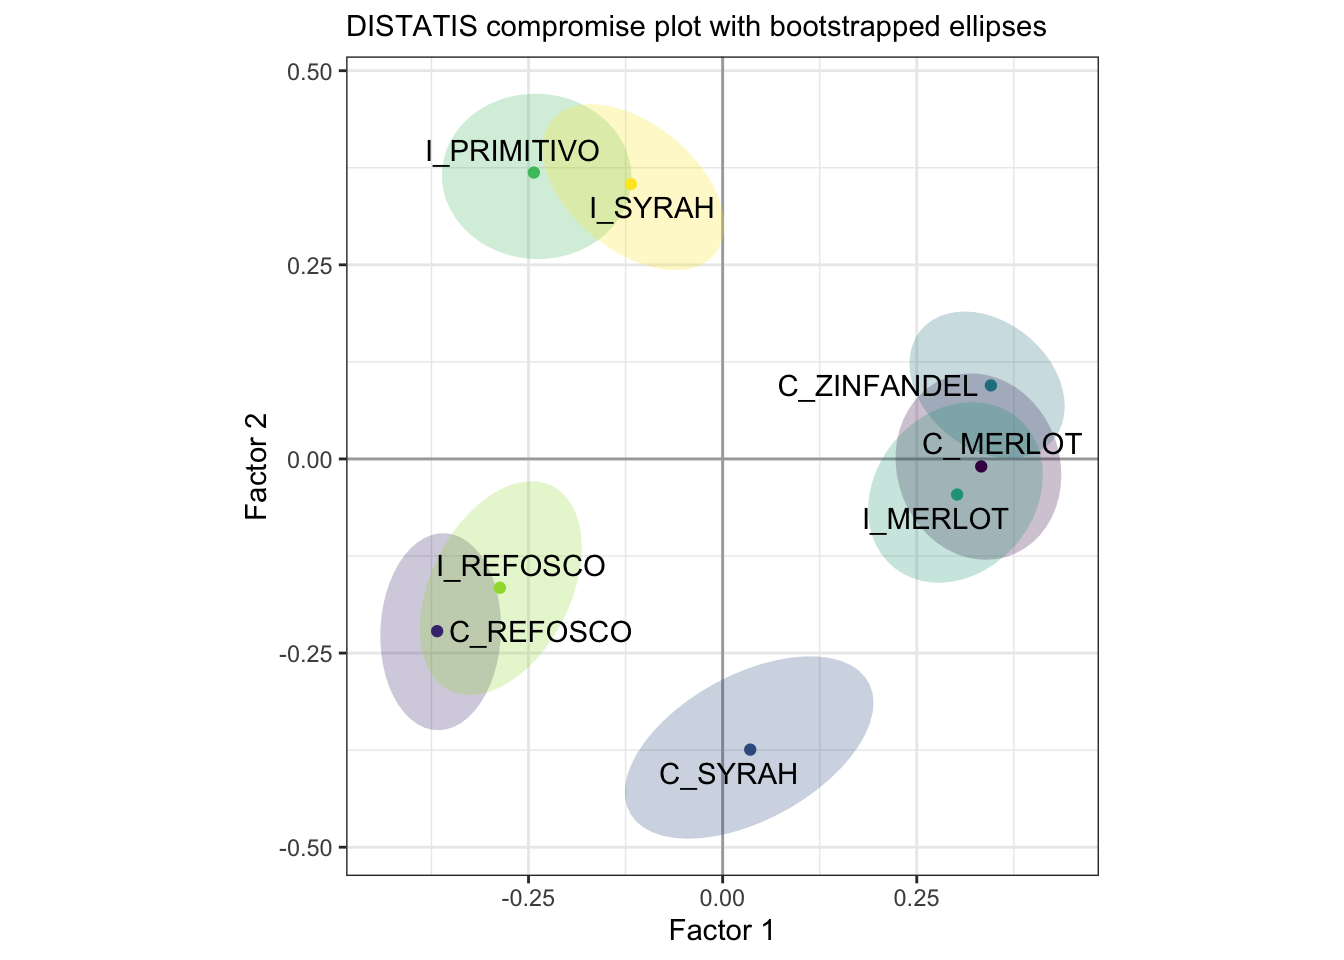 DISTATIS compromise plot with bootstrapped ellipses
0.50
I_PRIMITIVO
I_SYRAH
0.25
C_ZINFANDEL
C_MERLOT
0.00
I_MERLOT
Factor 2
I_REFOSCO
C_REFOSCO
-0.25
C_SYRAH
-0.50
-0.25
0.00
0.25
Factor 1